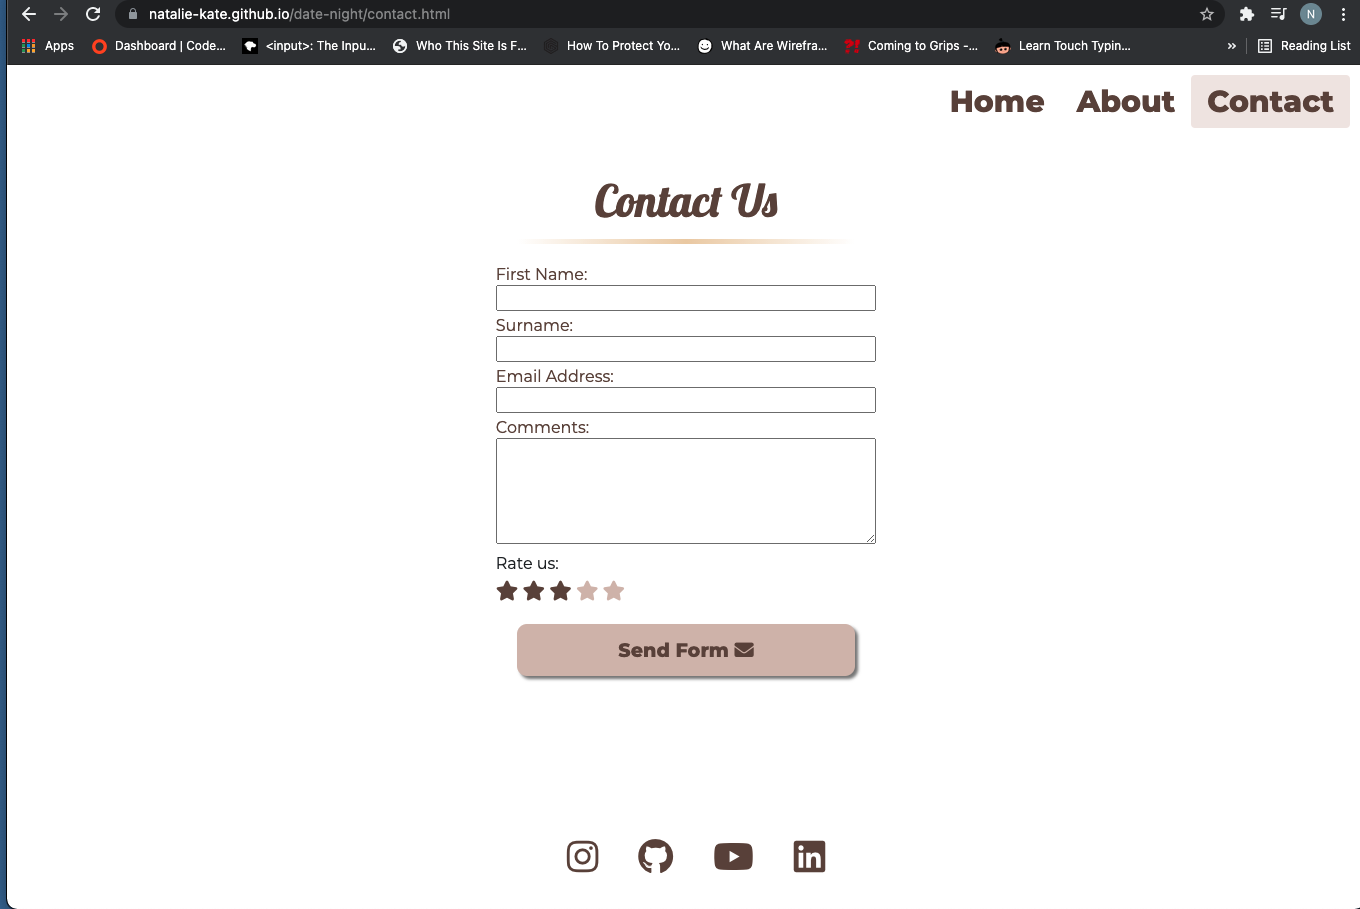 natalie-kate.github.io/date-night/contact.html
N
Apps Dashboard | Code... <input>: The Inpu... Who This Site Is F... How To Protect Yo... What Are Wirefra... ?! Coming to Grips -... Learn Touch Typin... » Reading List
Home About Contact
Contact Us
First Name:
Surname:
Email Address:
Comments:
Rate us:
Send Form
in